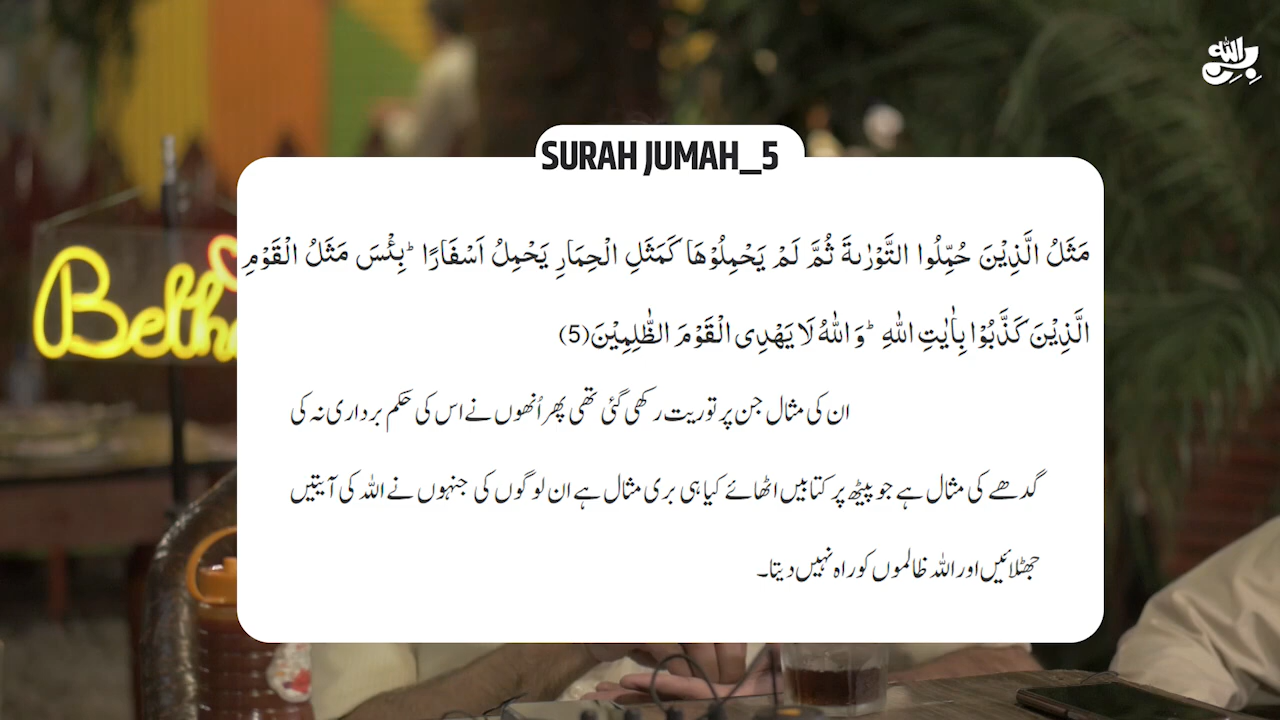 SURAH JUMAH_5
مَثَلُ الَّذِیْنَ حُمِّلُوا التَّوْرٰىةَ ثُمَّ لَمْ یَحْمِلُوْهَا كَمَثَلِ الْحِمَارِ یَحْمِلُ اَسْفَارًاؕ-بِئْسَ مَثَلُ الْقَوْمِ
الَّذِیْنَ كَذَّبُوْا بِاٰیٰتِ اللّٰهِؕ-وَ اللّٰهُ لَا یَهْدِی الْقَوْمَ الظّٰلِمِیْنَ(5)
ان کی مثال جن پر توریت رکھی گئی تھی پھر اُنھوں نے اس کی حکم برداری نہ کی
گدھے کی مثال ہے جو پیٹھ پر کتابیں اٹھائے کیا ہی بری مثال ہے ان لوگوں کی جنہوں نے اللہ کی آیتیں
جھٹلائیں اور اللہ ظالموں کو راہ نہیں دیتا۔